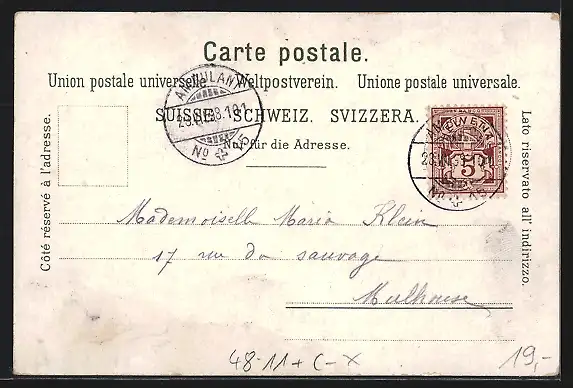 Carte postale.
Union postale universelle. Weltpostverein. Unione postale universale.
SUISSE. SCHWEIZ. SVIZZERA.
Nur für die Adresse.
Côté réservé à l'adresse.
Lato riservato all' indirizzo.
AMBULANT
No 15
5
Mademoiselle Maria Klein
17 rue du sauvage
Mulhouse
48-11+C-X
19,-